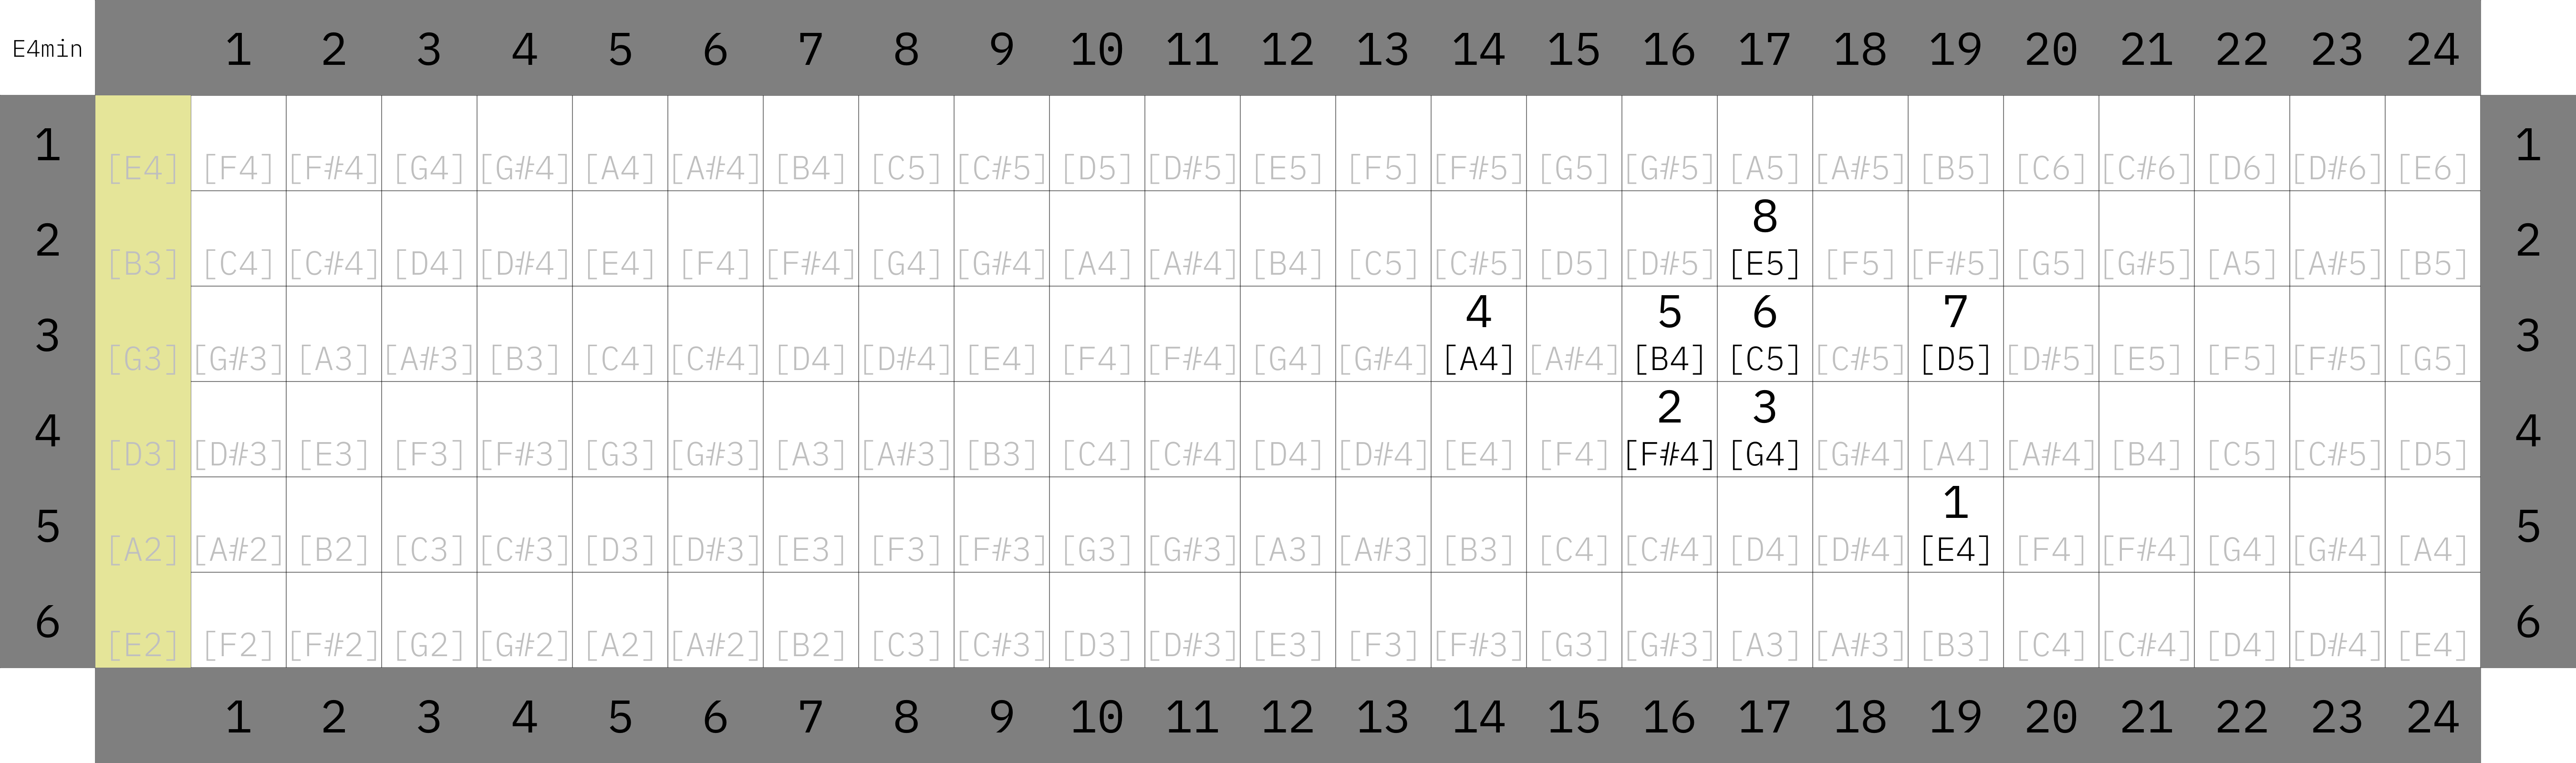 E4min 1 2 3 4 5 6 7 8 9 10 11 12 13 14 15 16 17 18 19 20 21 22 23 24
1 [E4] [F4] [F#4] [G4] [G#4] [A4] [A#4] [B4] [C5] [C#5] [D5] [D#5] [E5] [F5] [F#5] [G5] [G#5] [A5] [A#5] [B5] [C6] [C#6] [D6] [D#6] [E6] 1
8
2 [B3] [C4] [C#4] [D4] [D#4] [E4] [F4] [F#4] [G4] [G#4] [A4] [A#4] [B4] [C5] [C#5] [D5] [D#5] [E5] [F5] [F#5] [G5] [G#5] [A5] [A#5] [B5] 2
4 5 6 7
3 [G3] [G#3] [A3] [A#3] [B3] [C4] [C#4] [D4] [D#4] [E4] [F4] [F#4] [G4] [G#4] [A4] [A#4] [B4] [C5] [C#5] [D5] [D#5] [E5] [F5] [F#5] [G5] 3
2 3
4 [D3] [D#3] [E3] [F3] [F#3] [G3] [G#3] [A3] [A#3] [B3] [C4] [C#4] [D4] [D#4] [E4] [F4] [F#4] [G4] [G#4] [A4] [A#4] [B4] [C5] [C#5] [D5] 4
1
5 [A2] [A#2] [B2] [C3] [C#3] [D3] [D#3] [E3] [F3] [F#3] [G3] [G#3] [A3] [A#3] [B3] [C4] [C#4] [D4] [D#4] [E4] [F4] [F#4] [G4] [G#4] [A4] 5
6 [E2] [F2] [F#2] [G2] [G#2] [A2] [A#2] [B2] [C3] [C#3] [D3] [D#3] [E3] [F3] [F#3] [G3] [G#3] [A3] [A#3] [B3] [C4] [C#4] [D4] [D#4] [E4] 6
1 2 3 4 5 6 7 8 9 10 11 12 13 14 15 16 17 18 19 20 21 22 23 24